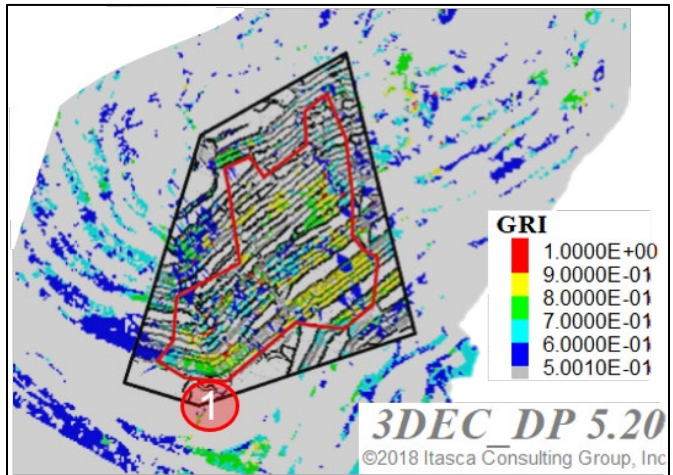 GRI
1.0000E+00
9.0000E-01
8.0000E-01
7.0000E-01
6.0000E-01
5.0010E-01
1
3DEC_DP 5.20
©2018 Itasca Consulting Group, Inc